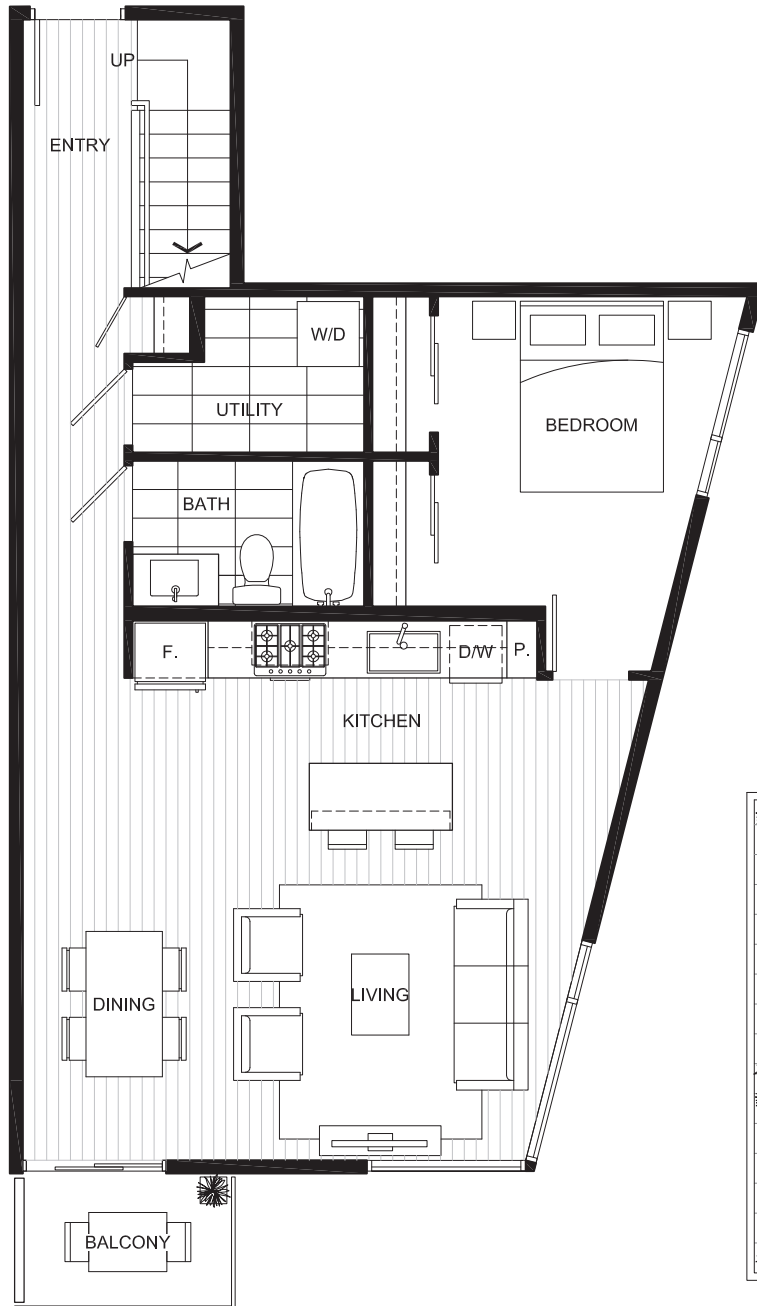 UP
ENTRY
W/D
UTILITY
BEDROOM
BATH
F.
D/W
P.
KITCHEN
DINING
LIVING
BALCONY